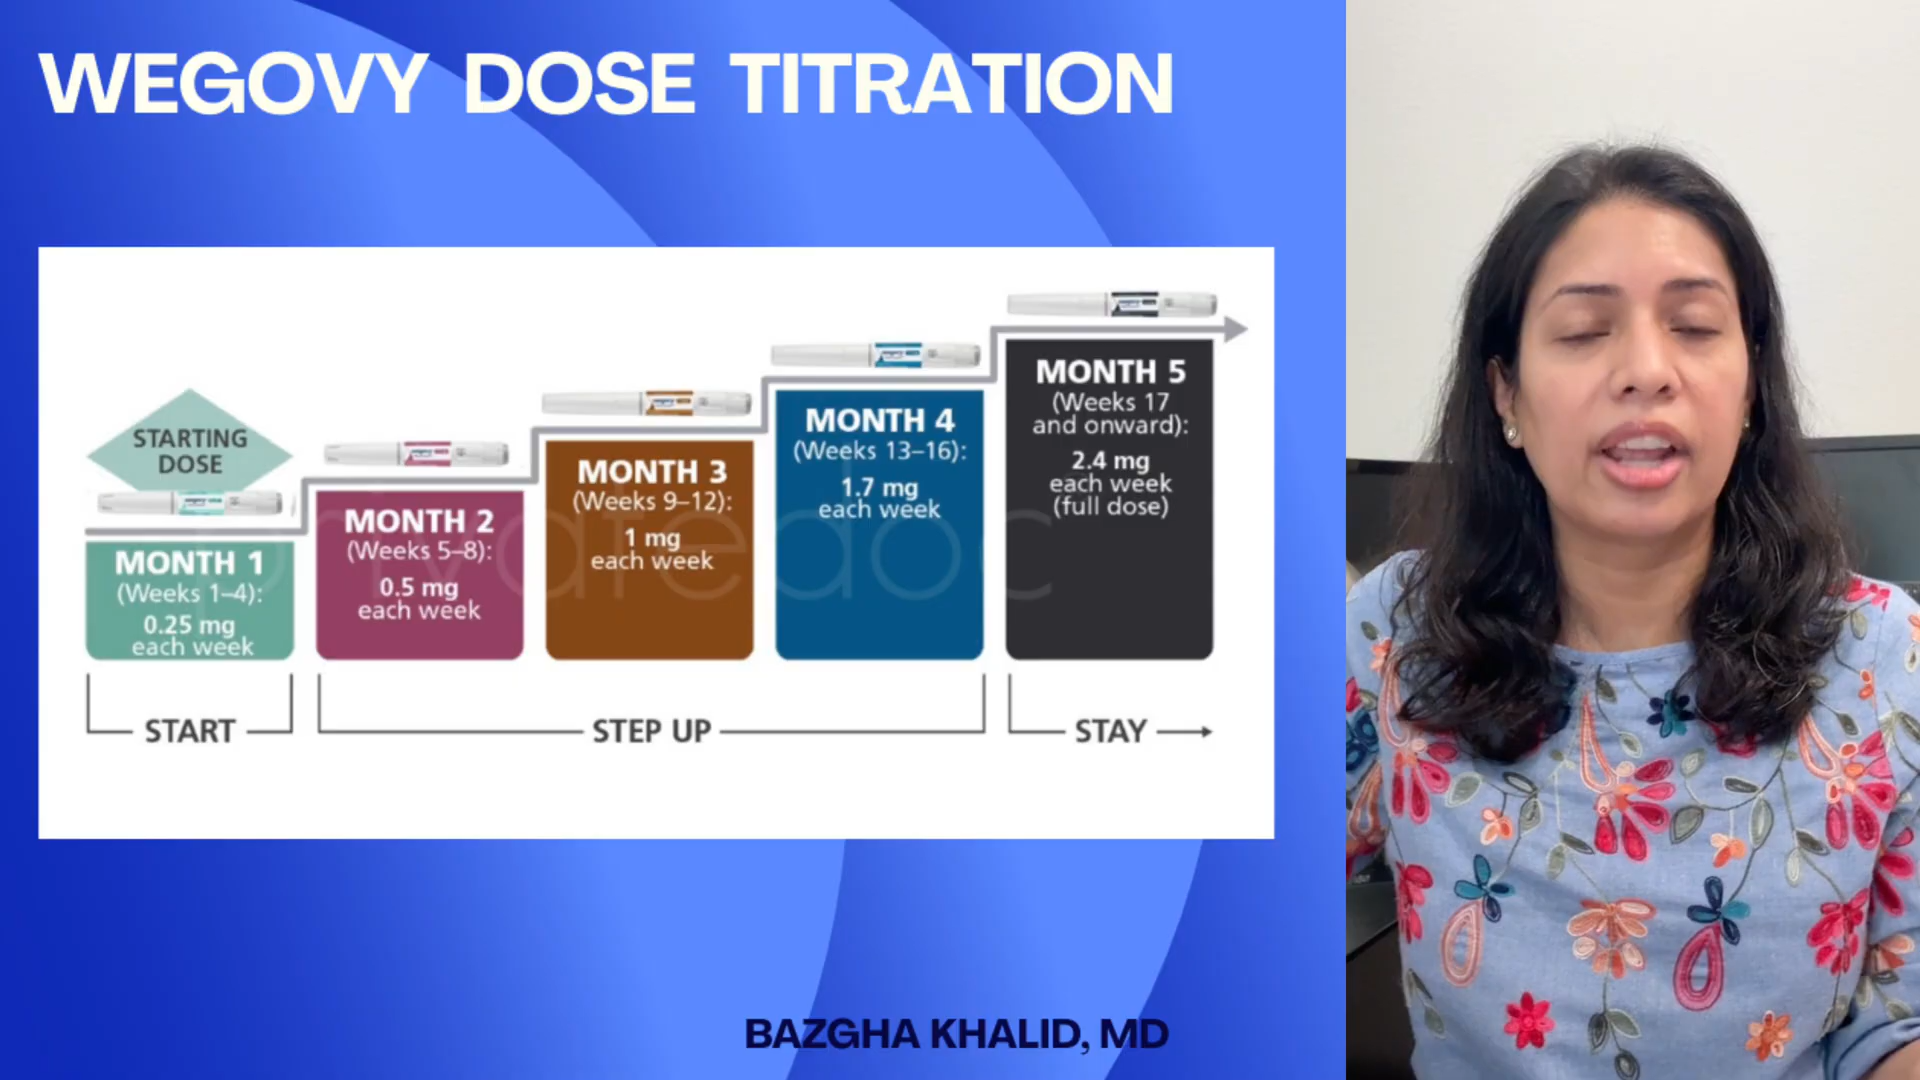 WEGOVY DOSE TITRATION
STARTING
DOSE
MONTH 1
(Weeks 1–4):
0.25 mg
each week
MONTH 2
(Weeks 5–8):
0.5 mg
each week
MONTH 3
(Weeks 9–12):
1 mg
each week
MONTH 4
(Weeks 13–16):
1.7 mg
each week
MONTH 5
(Weeks 17
and onward):
2.4 mg
each week
(full dose)
START
STEP UP
STAY
BAZGHA KHALID, MD